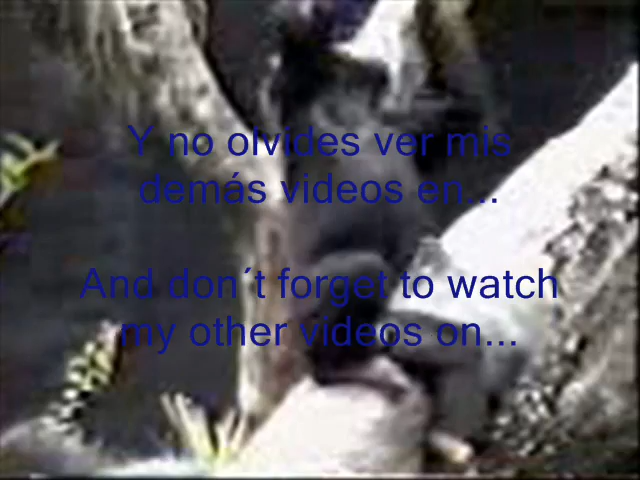 Y no olvides ver mis
demás videos en...
And don´t forget to watch
my other videos on...